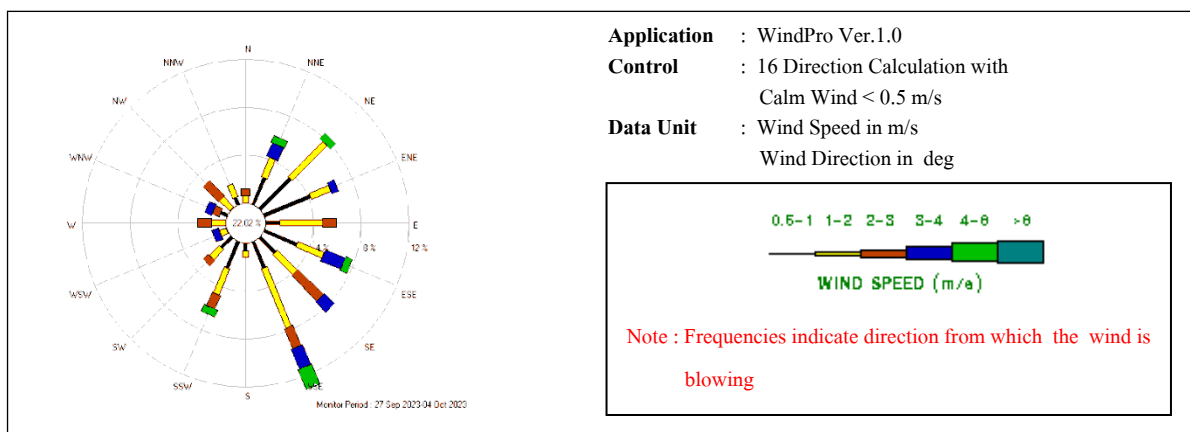 N
NNW
NNE
NW
NE
WNW
ENE
W
22.02 %
E
4 %
8 %
12 %
WSW
ESE
SW
SE
SSW
SSE
S
Monitor Period : 27 Sep 2023-04 Oct 2023
Application : WindPro Ver.1.0
Control : 16 Direction Calculation with
Calm Wind < 0.5 m/s
Data Unit : Wind Speed in m/s
Wind Direction in deg
0.5-1 1-2 2-3 3-4 4-6 >6
WIND SPEED (m/s)
Note : Frequencies indicate direction from which the wind is
blowing